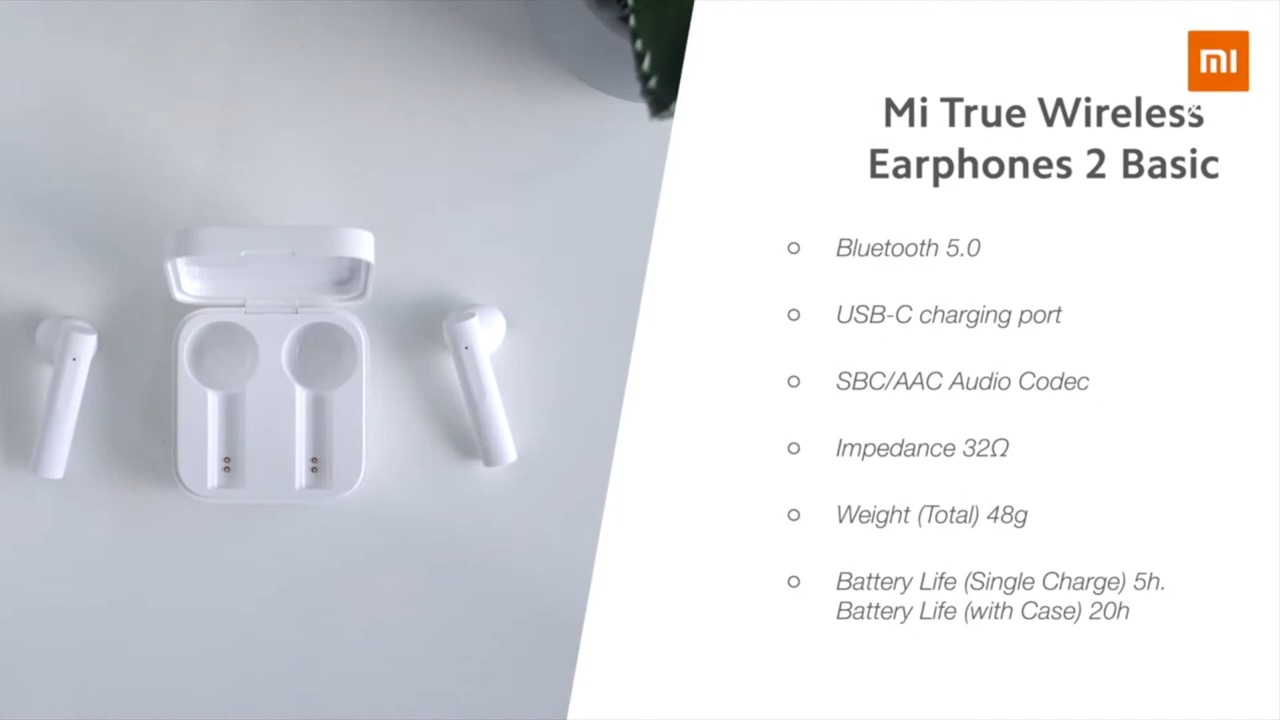 mi
Mi True Wireless
Earphones 2 Basic
Bluetooth 5.0
USB-C charging port
SBC/AAC Audio Codec
Impedance 32Ω
Weight (Total) 48g
Battery Life (Single Charge) 5h.
Battery Life (with Case) 20h